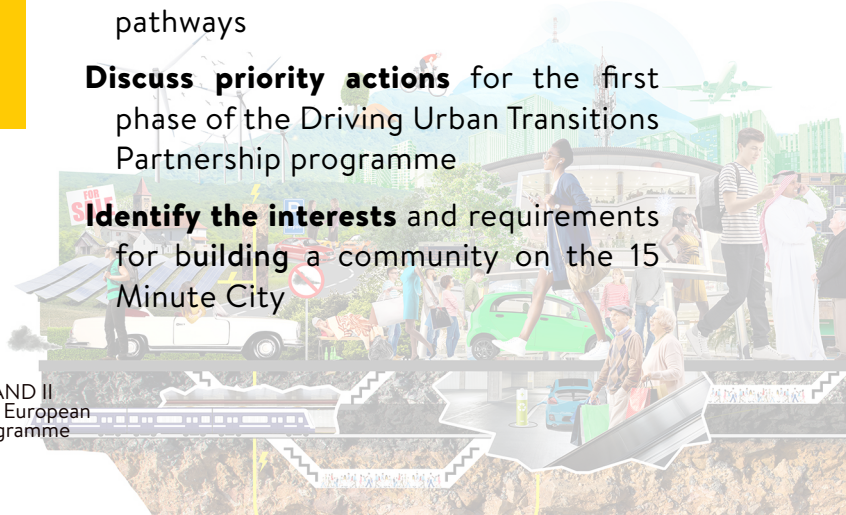 pathways
Discuss priority actions for the first
phase of the Driving Urban Transitions
Partnership programme
FOR
SALE
Identify the interests and requirements
for building a community on the 15
Minute City
AND II
European
gramme